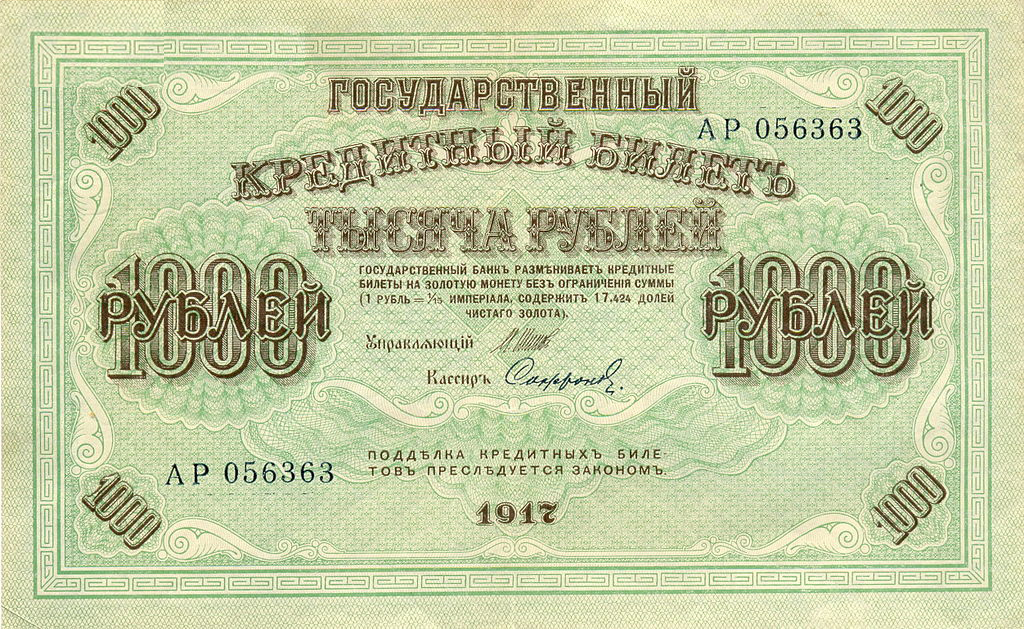 1000
1000
ГОСУДАРСТВЕННЫЙ
АР 056363
КРЕДИТНЫЙ БИЛЕТЪ
ТЫСЯЧА РУБЛЕЙ
1000
РУБЛЕЙ
1000
РУБЛЕЙ
ГОСУДАРСТВЕННЫЙ БАНКЪ РАЗМѢНИВАЕТЪ КРЕДИТНЫЕ
БИЛЕТЫ НА ЗОЛОТУЮ МОНЕТУ БЕЗЪ ОГРАНИЧЕНІЯ СУММЫ
(1 РУБЛЬ = 1/15 ИМПЕРІАЛА, СОДЕРЖИТЪ 17.424 ДОЛЕЙ
ЧИСТАГО ЗОЛОТА).
Управляющій
Кассиръ Софроновъ.
ПОДДѢЛКА КРЕДИТНЫХЪ БИЛЕ-
ТОВЪ ПРЕСЛѢДУЕТСЯ ЗАКОНОМЪ.
АР 056363
1917
1000
1000